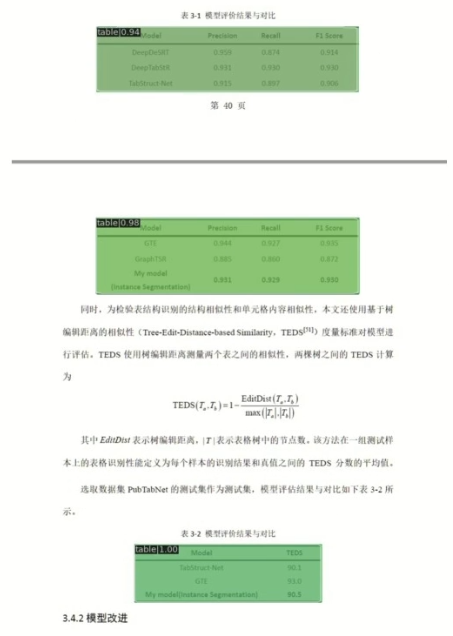 表 3-1 模型评价结果与对比
table|0.94 Model Precision Recall F1 Score
DeepDeSRT 0.959 0.874 0.914
DeepTabStR 0.931 0.930 0.930
TabStruct-Net 0.915 0.897 0.906
第 40 页
table|0.98 Model Precision Recall F1 Score
GTE 0.944 0.927 0.935
GraphTSR 0.885 0.860 0.872
My model
(Instance Segmentation) 0.931 0.929 0.930
同时，为检验表结构识别的结构相似性和单元格内容相似性，本文还使用基于树
编辑距离的相似性（Tree-Edit-Distance-based Similarity，TEDS[51]）度量标准对模型进
行评估。TEDS 使用树编辑距离测量两个表之间的相似性，两棵树之间的 TEDS 计算
为
TEDS(Ta,Tb)=1−EditDist(Ta,Tb)/max(|Ta|,|Tb|)
其中 EditDist 表示树编辑距离，|T|表示表格树中的节点数。该方法在一组测试样
本上的表格识别性能定义为每个样本的识别结果和真值之间的 TEDS 分数的平均值。
选取数据集 PubTabNet 的测试集作为测试集，模型评估结果与对比如下表 3-2 所
示。
表 3-2 模型评价结果与对比
table|1.00 Model TEDS
TabStruct-Net 90.1
GTE 93.0
My model(Instance Segmentation) 90.5
3.4.2 模型改进